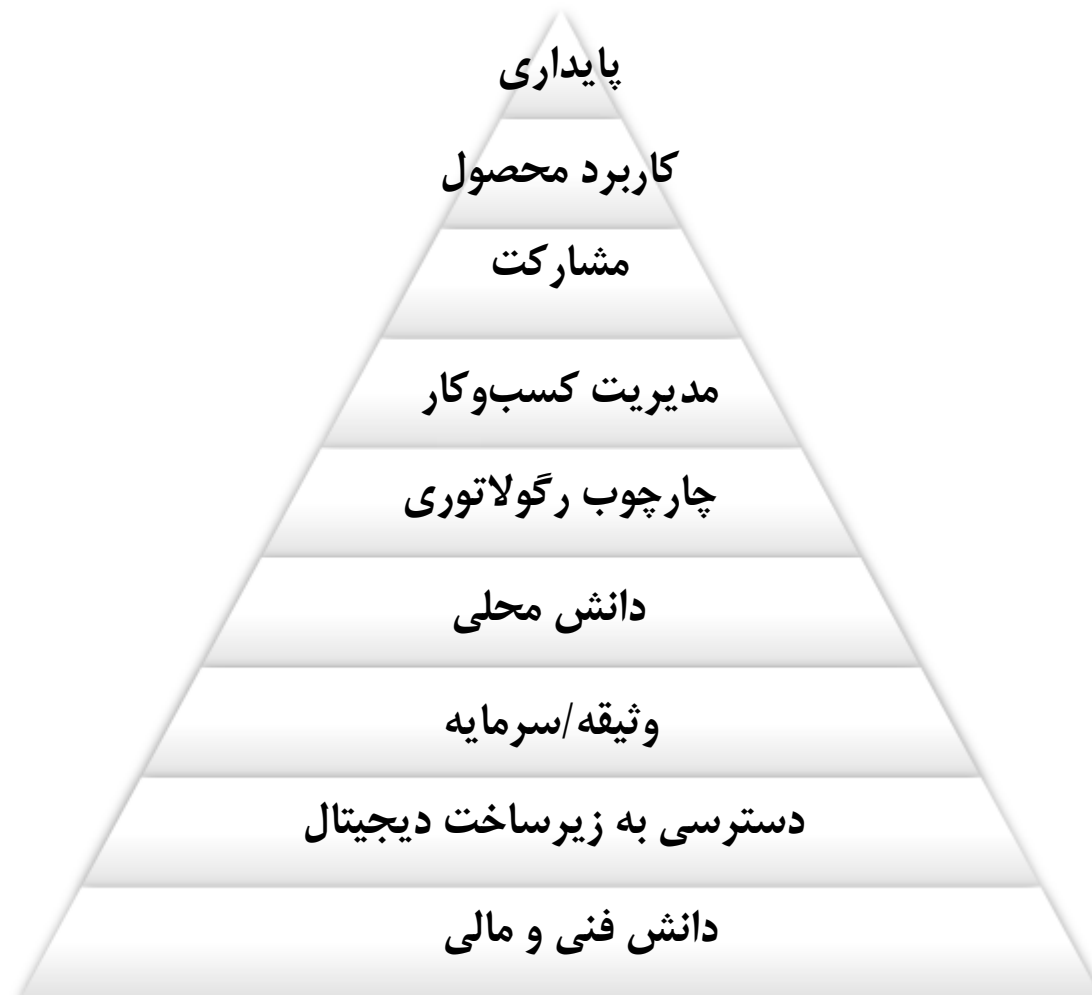 پایداری
کاربرد محصول
مشارکت
مدیریت کسب‌وکار
چارچوب رگولاتوری
دانش محلی
وثیقه/سرمایه
دسترسی به زیرساخت دیجیتال
دانش فنی و مالی